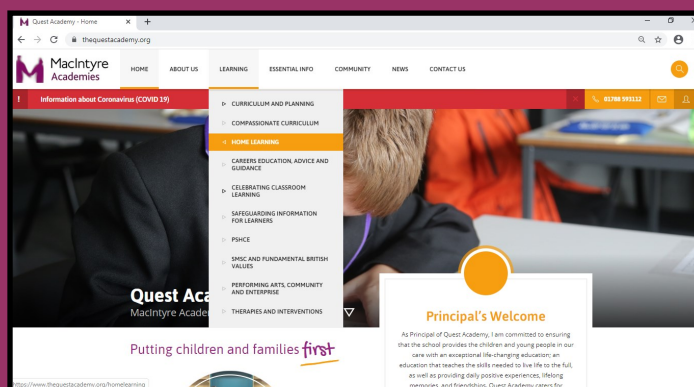 Quest Academy - Home
thequestacademy.org
MacIntyre
Academies
HOME ABOUT US LEARNING ESSENTIAL INFO COMMUNITY NEWS CONTACT US
! Information about Coronavirus (COVID 19)
01788 593112
CURRICULUM AND PLANNING
COMPASSIONATE CURRICULUM
HOME LEARNING
CAREERS EDUCATION, ADVICE AND
GUIDANCE
CELEBRATING CLASSROOM
LEARNING
SAFEGUARDING INFORMATION
FOR LEARNERS
PSHCE
SMSC AND FUNDAMENTAL BRITISH
VALUES
PERFORMING ARTS, COMMUNITY
AND ENTERPRISE
THERAPIES AND INTERVENTIONS
Quest Aca
MacIntyre Acader
Putting children and families first
Principal's Welcome
As Principal of Quest Academy, I am committed to ensuring
that the school provides the children and young people in our
care with an exceptional life-changing education; an
education that teaches the skills needed to live life to the full,
as well as providing daily positive experiences, lifelong
memories, and friendships. Quest Academy caters for
https://www.thequestacademy.org/homelearning